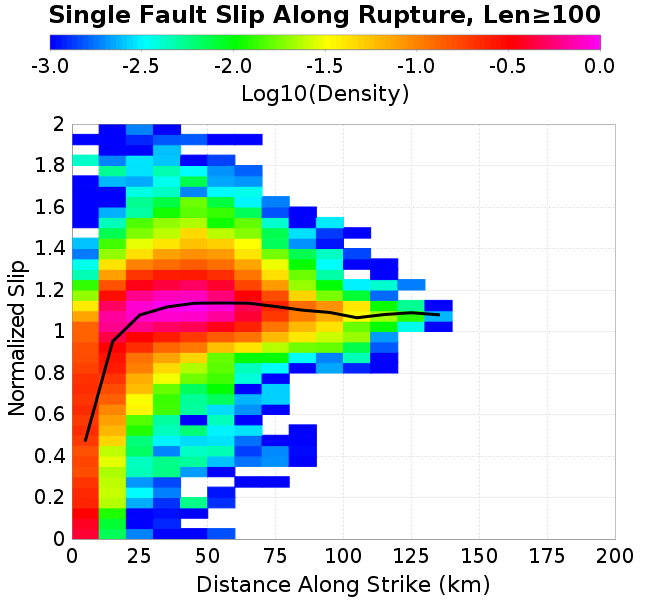 Single Fault Slip Along Rupture, Len≥100
-3.0 -2.5 -2.0 -1.5 -1.0 -0.5 0.0
Log10(Density)
2
1.8
1.6
1.4
1.2
1
0.8
0.6
0.4
0.2
0
Normalized Slip
0 25 50 75 100 125 150 175 200
Distance Along Strike (km)